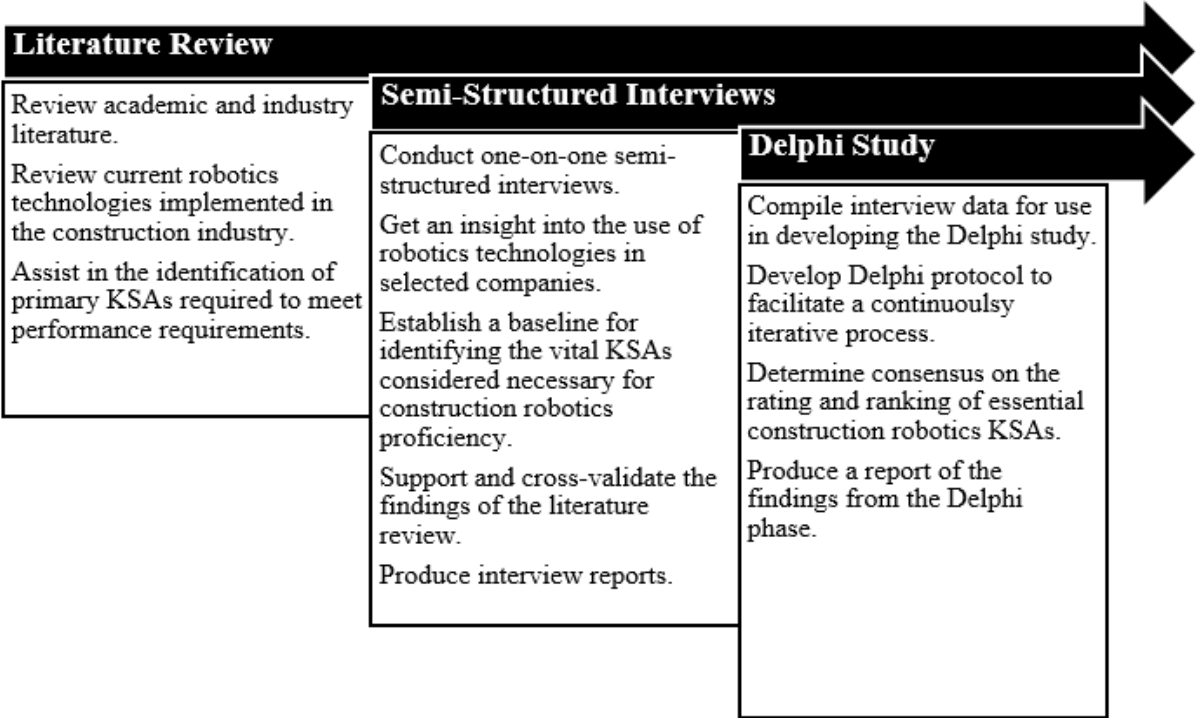 Literature Review
Review academic and industry
literature.
Review current robotics
technologies implemented in
the construction industry.
Assist in the identification of
primary KSAs required to meet
performance requirements.
Semi-Structured Interviews
Conduct one-on-one semi-
structured interviews.
Get an insight into the use of
robotics technologies in
selected companies.
Establish a baseline for
identifying the vital KSAs
considered necessary for
construction robotics
proficiency.
Support and cross-validate the
findings of the literature
review.
Produce interview reports.
Delphi Study
Compile interview data for use
in developing the Delphi study.
Develop Delphi protocol to
facilitate a continuoulsy
iterative process.
Determine consensus on the
rating and ranking of essential
construction robotics KSAs.
Produce a report of the
findings from the Delphi
phase.